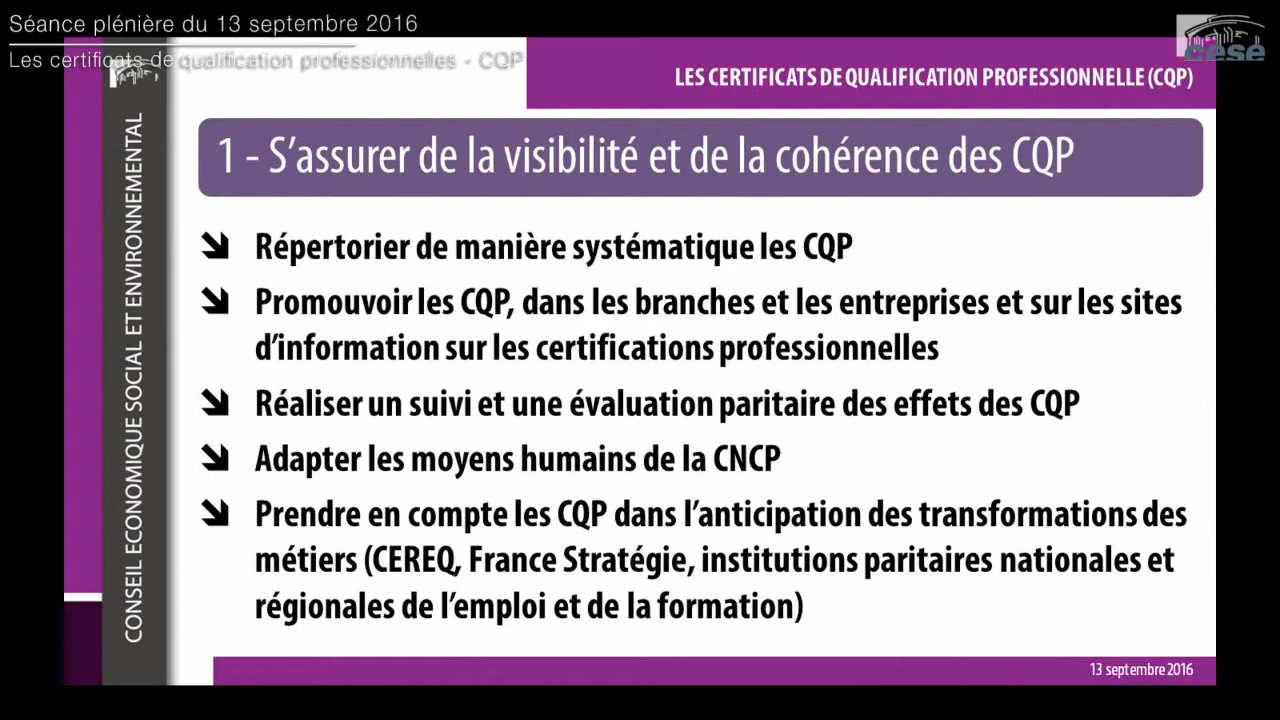 Séance plénière du 13 septembre 2016
Les certificats de qualification professionnelles - CQP
cese
LES CERTIFICATS DE QUALIFICATION PROFESSIONNELLE (CQP)
CONSEIL ECONOMIQUE SOCIAL ET ENVIRONNEMENTAL
1 - S'assurer de la visibilité et de la cohérence des CQP
Répertorier de manière systématique les CQP
Promouvoir les CQP, dans les branches et les entreprises et sur les sites
d'information sur les certifications professionnelles
Réaliser un suivi et une évaluation paritaire des effets des CQP
Adapter les moyens humains de la CNCP
Prendre en compte les CQP dans l'anticipation des transformations des
métiers (CEREQ, France Stratégie, institutions paritaires nationales et
régionales de l'emploi et de la formation)
13 septembre 2016